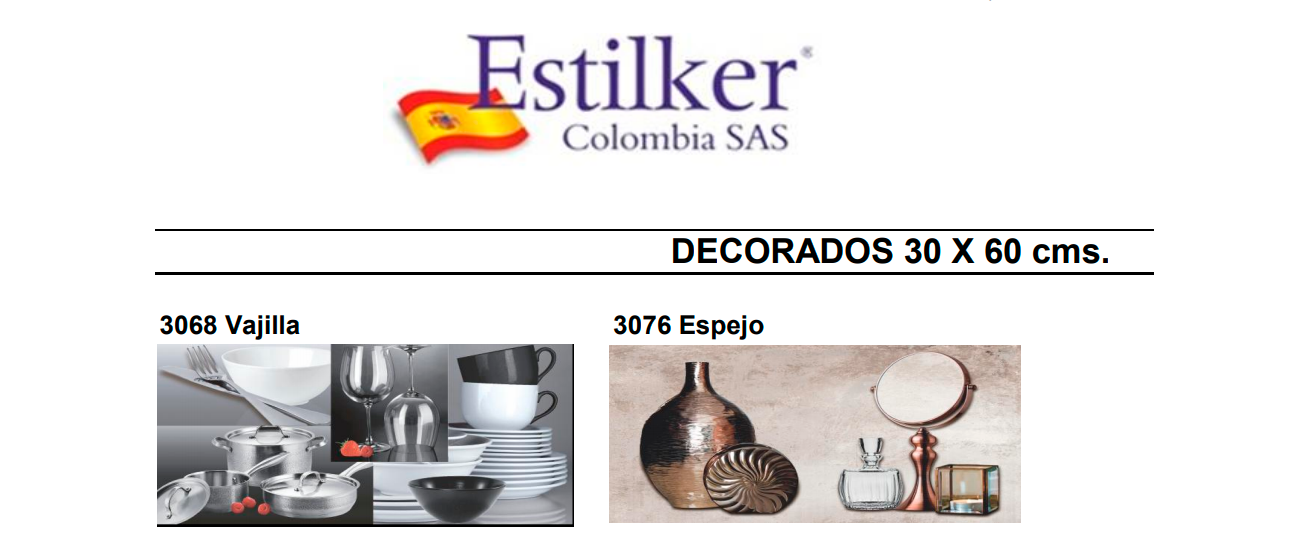 Estilker®
Colombia SAS
DECORADOS 30 X 60 cms.
3068 Vajilla
3076 Espejo